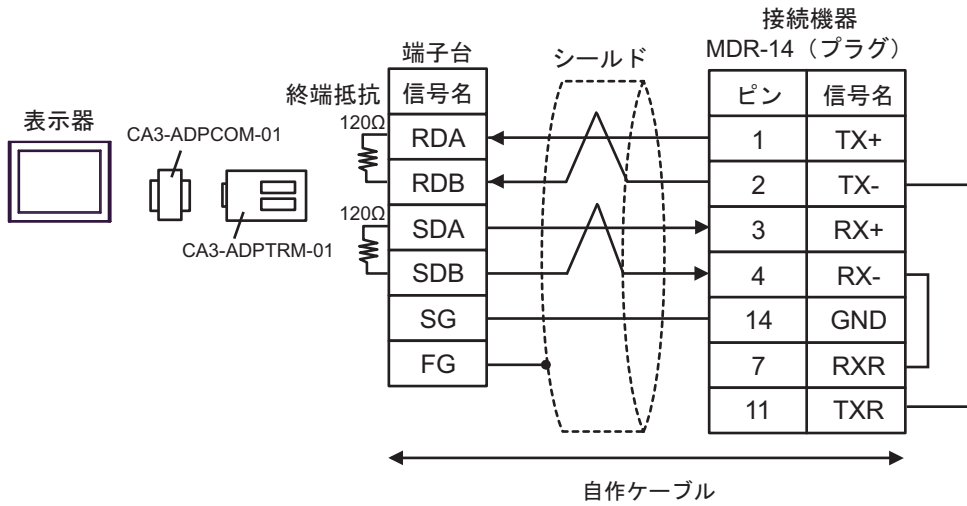 接続機器
MDR-14（プラグ）
端子台
シールド
終端抵抗
信号名
ピン
信号名
表示器
CA3-ADPCOM-01
CA3-ADPTRM-01
120Ω
120Ω
RDA
1
TX+
RDB
2
TX-
SDA
3
RX+
SDB
4
RX-
SG
14
GND
FG
7
RXR
11
TXR
自作ケーブル